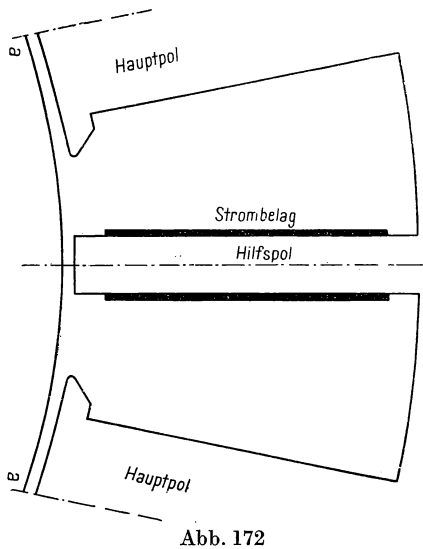 a
Hauptpol
Strombelag
Hilfspol
a
Hauptpol
Abb. 172